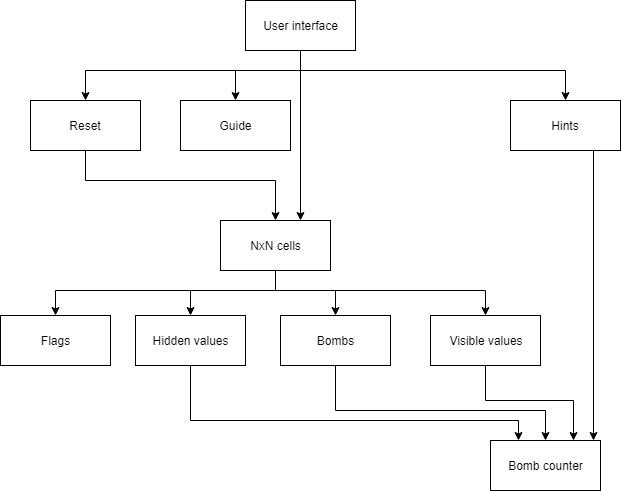 User interface
Reset
Guide
Hints
NxN cells
Flags
Hidden values
Bombs
Visible values
Bomb counter